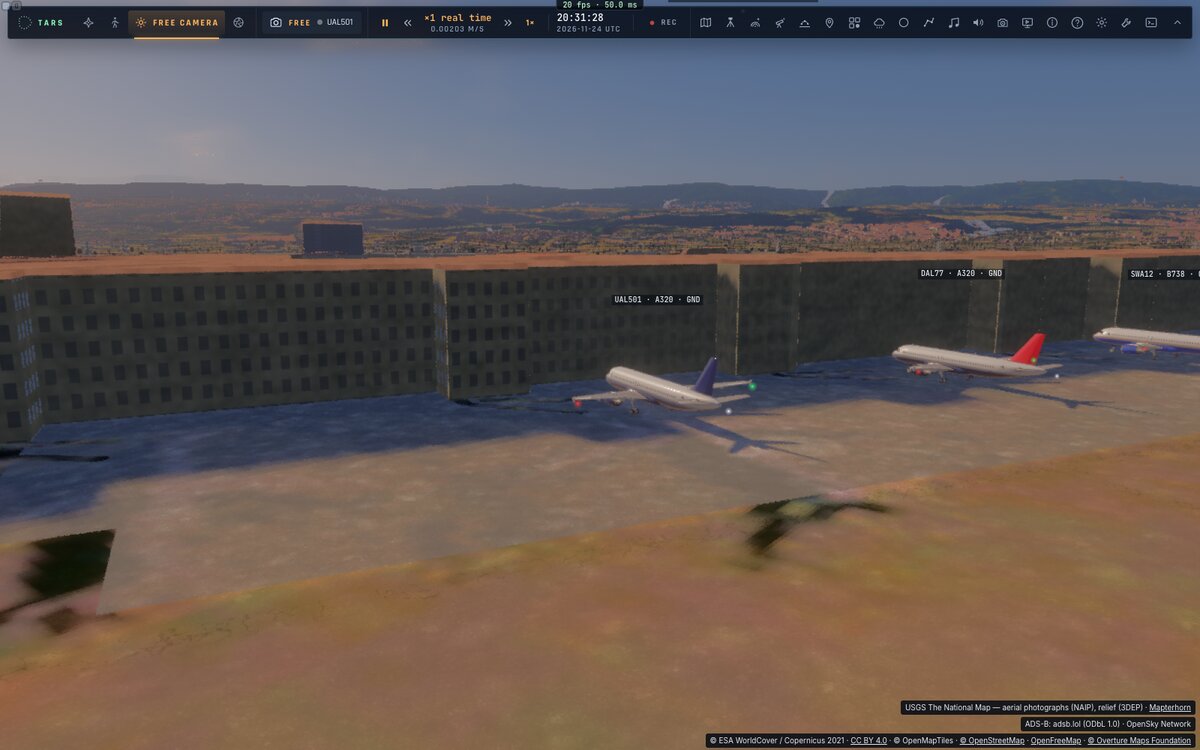 20 fps · 50.0 ms
TARS
FREE CAMERA
FREE
UAL501
×1 real time
0.00203 M/S
1×
20:31:28
2026-11-24 UTC
REC
DAL77 · A320 · GND
SWA12 · B738 ·
UAL501 · A320 · GND
USGS The National Map — aerial photographs (NAIP), relief (3DEP) · Mapterhorn
ADS-B: adsb.lol (ODbL 1.0) · OpenSky Network
© ESA WorldCover / Copernicus 2021 · CC BY 4.0 · © OpenMapTiles · © OpenStreetMap · OpenFreeMap · © Overture Maps Foundation